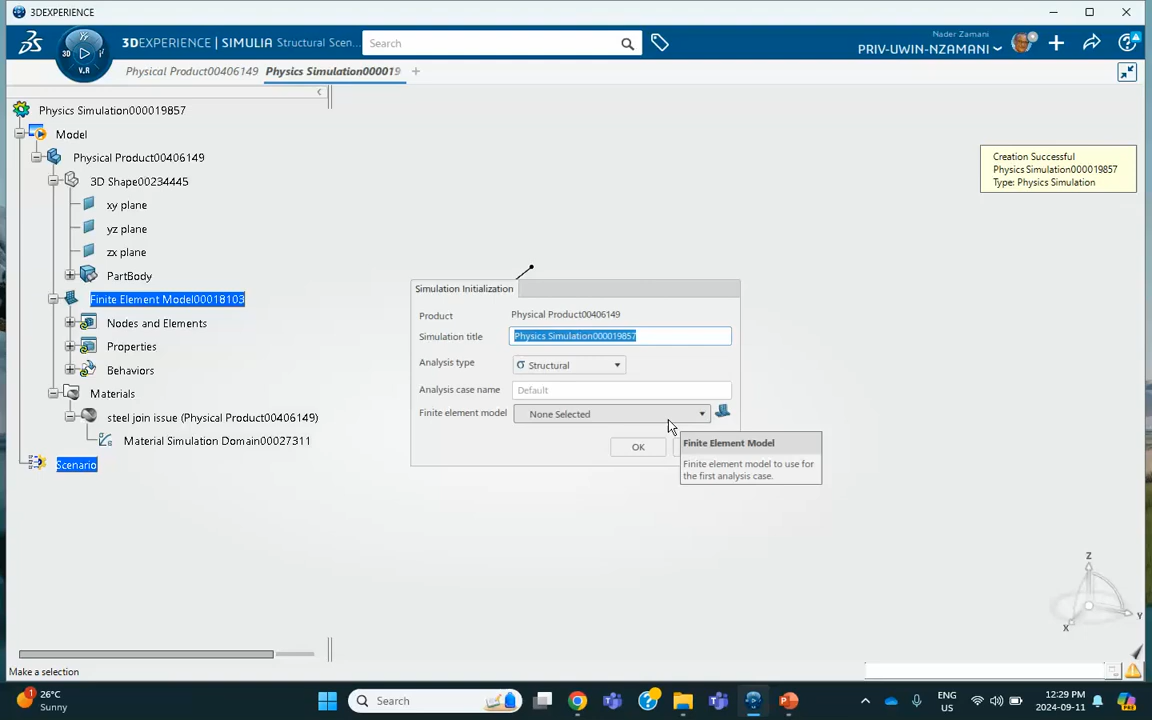 3DEXPERIENCE
3DEXPERIENCE | SIMULIA Structural Scen...
Search
Nader Zamani
PRIV-UWIN-NZAMANI
3D
V.R
Physical Product00406149
Physics Simulation000019
Physics Simulation000019857
Model
Physical Product00406149
3D Shape00234445
xy plane
yz plane
zx plane
PartBody
Finite Element Model00018103
Nodes and Elements
Properties
Behaviors
Materials
steel join issue (Physical Product00406149)
Material Simulation Domain00027311
Scenario
Creation Successful
Physics Simulation000019857
Type: Physics Simulation
Simulation Initialization
Product Physical Product00406149
Simulation title Physics Simulation000019857
Analysis type Structural
Analysis case name Default
Finite element model None Selected
OK
Finite Element Model
Finite element model to use for
the first analysis case.
Z
Y
X
Make a selection
1
26°C
Sunny
Search
ENG
US
12:29 PM
2024-09-11